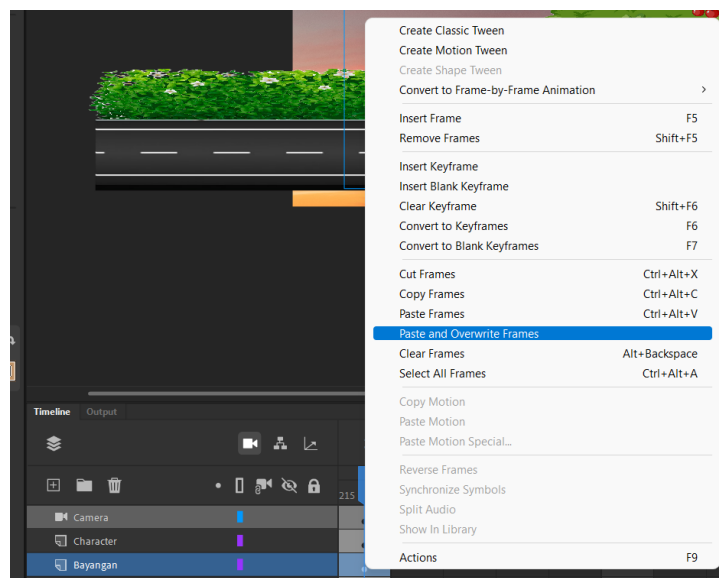 Create Classic Tween
Create Motion Tween
Create Shape Tween
Convert to Frame-by-Frame Animation
Insert Frame F5
Remove Frames Shift+F5
Insert Keyframe
Insert Blank Keyframe
Clear Keyframe Shift+F6
Convert to Keyframes F6
Convert to Blank Keyframes F7
Cut Frames Ctrl+Alt+X
Copy Frames Ctrl+Alt+C
Paste Frames Ctrl+Alt+V
Paste and Overwrite Frames
Clear Frames Alt+Backspace
Select All Frames Ctrl+Alt+A
Copy Motion
Paste Motion
Paste Motion Special...
Reverse Frames
Synchronize Symbols
Split Audio
Show In Library
Actions F9
Timeline Output
215
Camera
Character
Bayangan